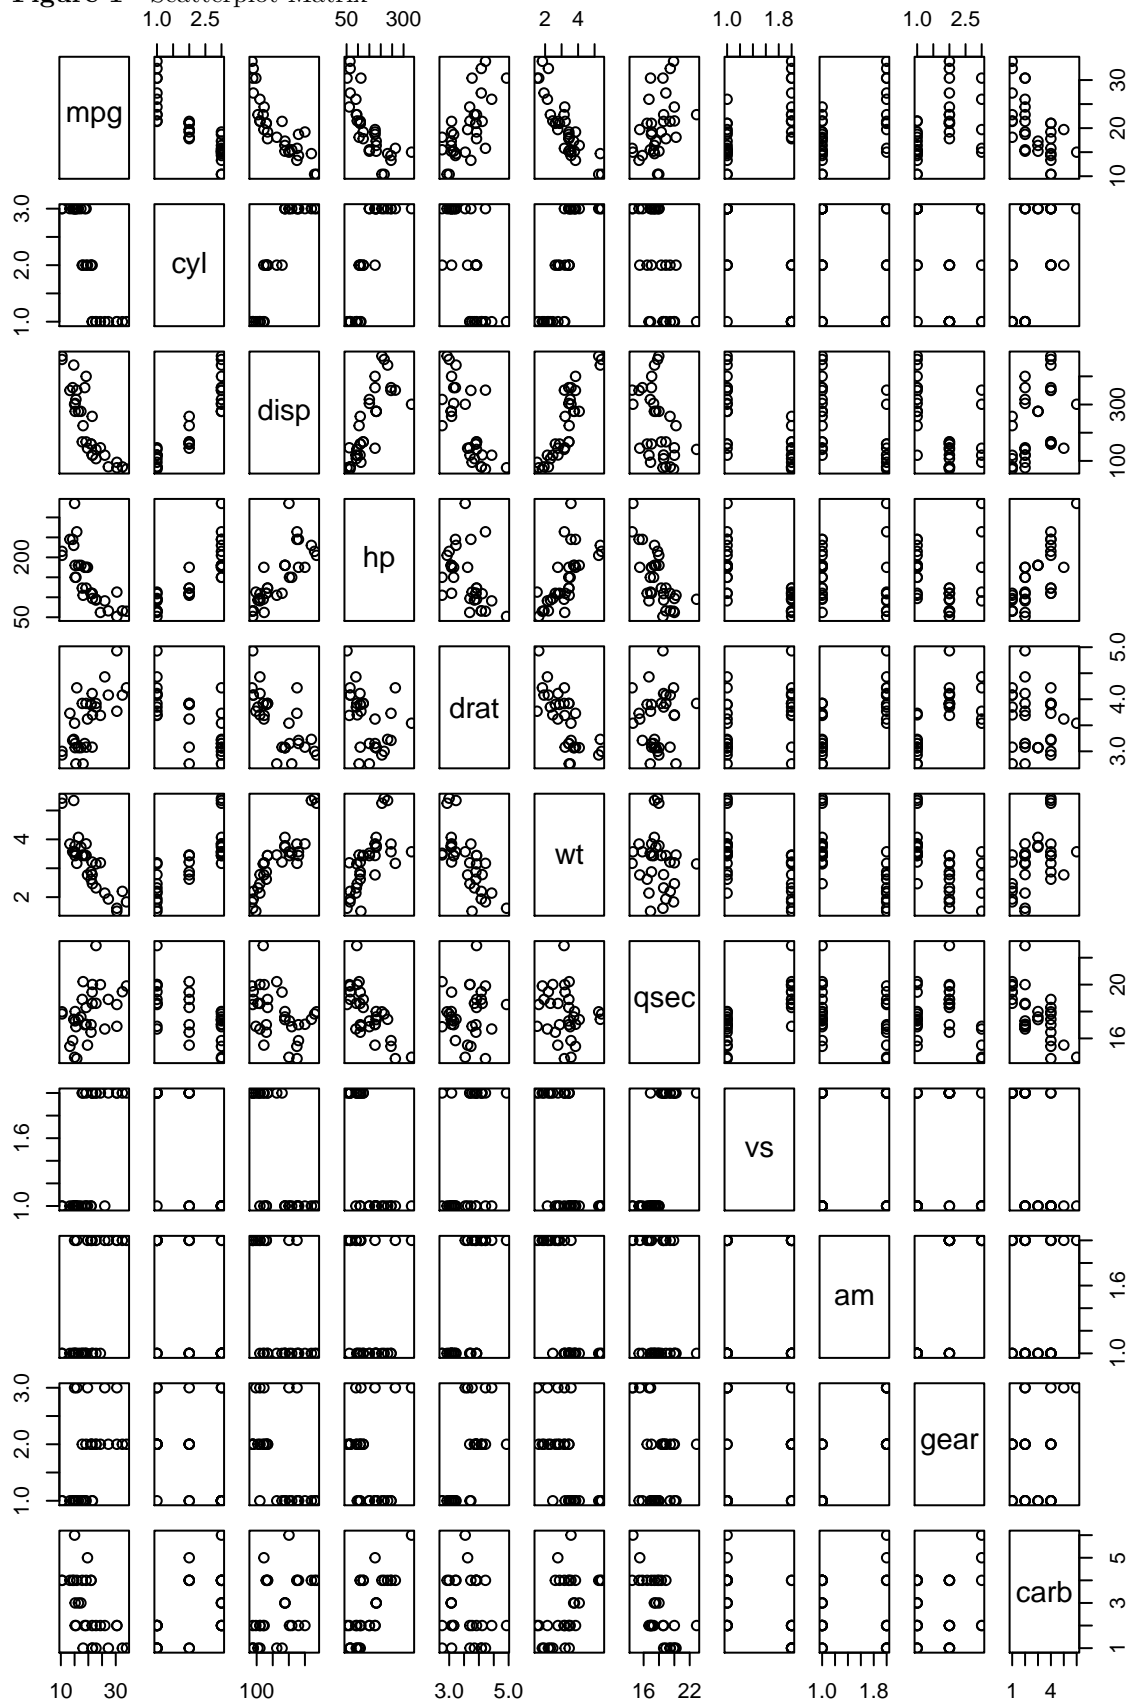 Figure 1 Scatterplot Matrix
1.0 2.5 50 300 2 4 1.0 1.8 1.0 2.5
mpg
10 20 30
1.0 2.0 3.0
cyl
disp
100 300
50 200
hp
drat
3.0 4.0 5.0
2 4
wt
qsec
16 20
1.0 1.6
vs
am
1.0 1.6
1.0 2.0 3.0
gear
carb
1 3 5
10 30 100 3.0 5.0 16 22 1.0 1.8 1 4